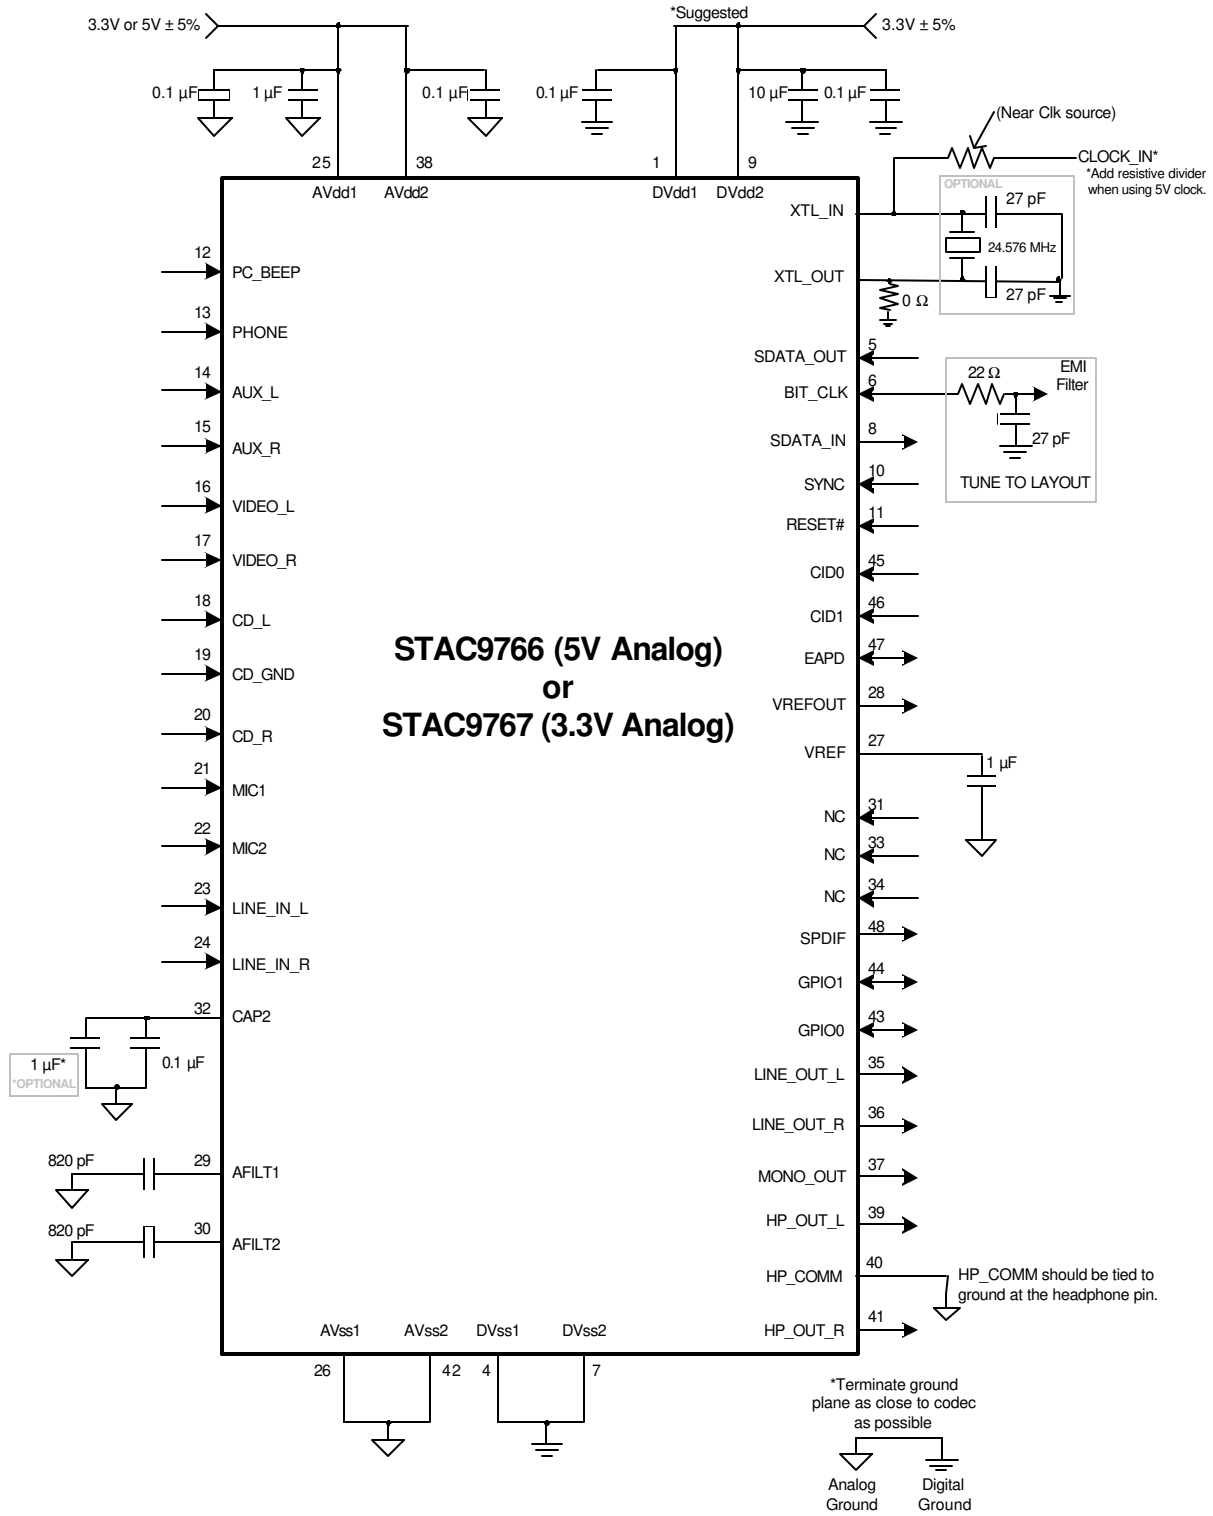 3.3V or 5V ± 5%
*Suggested
3.3V ± 5%
0.1 µF
1 µF
0.1 µF
0.1 µF
10 µF
0.1 µF
(Near Clk source)
CLOCK_IN*
*Add resistive divider
when using 5V clock.
25
38
1
9
AVdd1
AVdd2
DVdd1
DVdd2
XTL_IN
OPTIONAL
27 pF
24.576 MHz
XTL_OUT
27 pF
0 Ω
12
PC_BEEP
13
PHONE
14
AUX_L
15
AUX_R
16
VIDEO_L
17
VIDEO_R
18
CD_L
19
CD_GND
20
CD_R
21
MIC1
22
MIC2
23
LINE_IN_L
24
LINE_IN_R
32
CAP2
1 µF*
*OPTIONAL
0.1 µF
820 pF
29
AFILT1
820 pF
30
AFILT2
STAC9766 (5V Analog)
or
STAC9767 (3.3V Analog)
SDATA_OUT
5
BIT_CLK
6
22 Ω
EMI
Filter
27 pF
TUNE TO LAYOUT
SDATA_IN
8
SYNC
10
RESET#
11
CID0
45
CID1
46
EAPD
47
VREFOUT
28
VREF
27
1 µF
NC
31
NC
33
NC
34
SPDIF
48
GPIO1
44
GPIO0
43
LINE_OUT_L
35
LINE_OUT_R
36
MONO_OUT
37
HP_OUT_L
39
HP_COMM
40
HP_COMM should be tied to
ground at the headphone pin.
HP_OUT_R
41
AVss1
AVss2
DVss1
DVss2
26
42
4
7
*Terminate ground
plane as close to codec
as possible
Analog
Ground
Digital
Ground